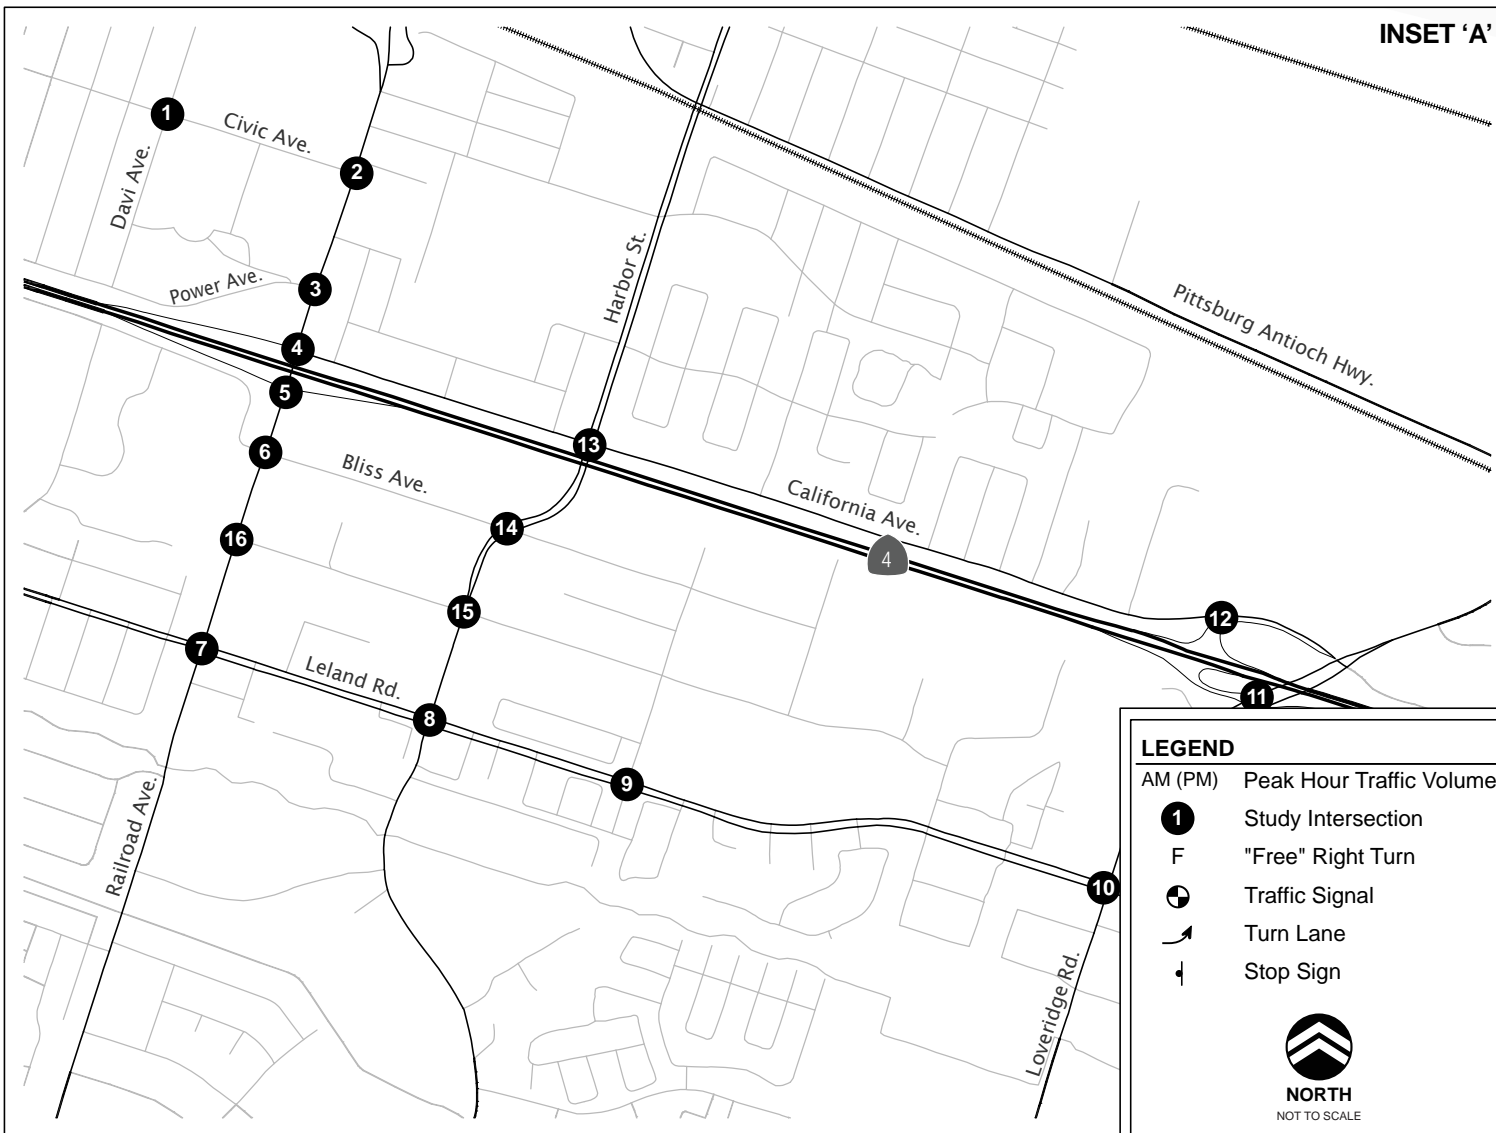 INSET ‘A’
1
Civic Ave.
2
Davi Ave.
Power Ave.
3
Harbor St.
Pittsburg Antioch Hwy.
4
5
13
6
Bliss Ave.
California Ave.
14
4
16
15
12
7
Leland Rd.
11
8
9
Railroad Ave.
10
Loveridge Rd.
LEGEND
AM (PM) Peak Hour Traffic Volume
1 Study Intersection
F "Free" Right Turn
Traffic Signal
Turn Lane
Stop Sign
NORTH
NOT TO SCALE